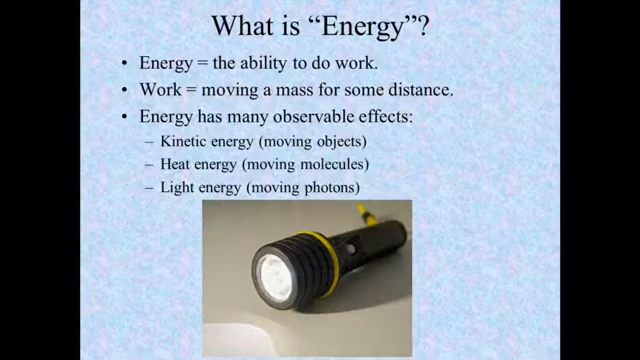 What is “Energy”?
• Energy = the ability to do work.
• Work = moving a mass for some distance.
• Energy has many observable effects:
– Kinetic energy (moving objects)
– Heat energy (moving molecules)
– Light energy (moving photons)